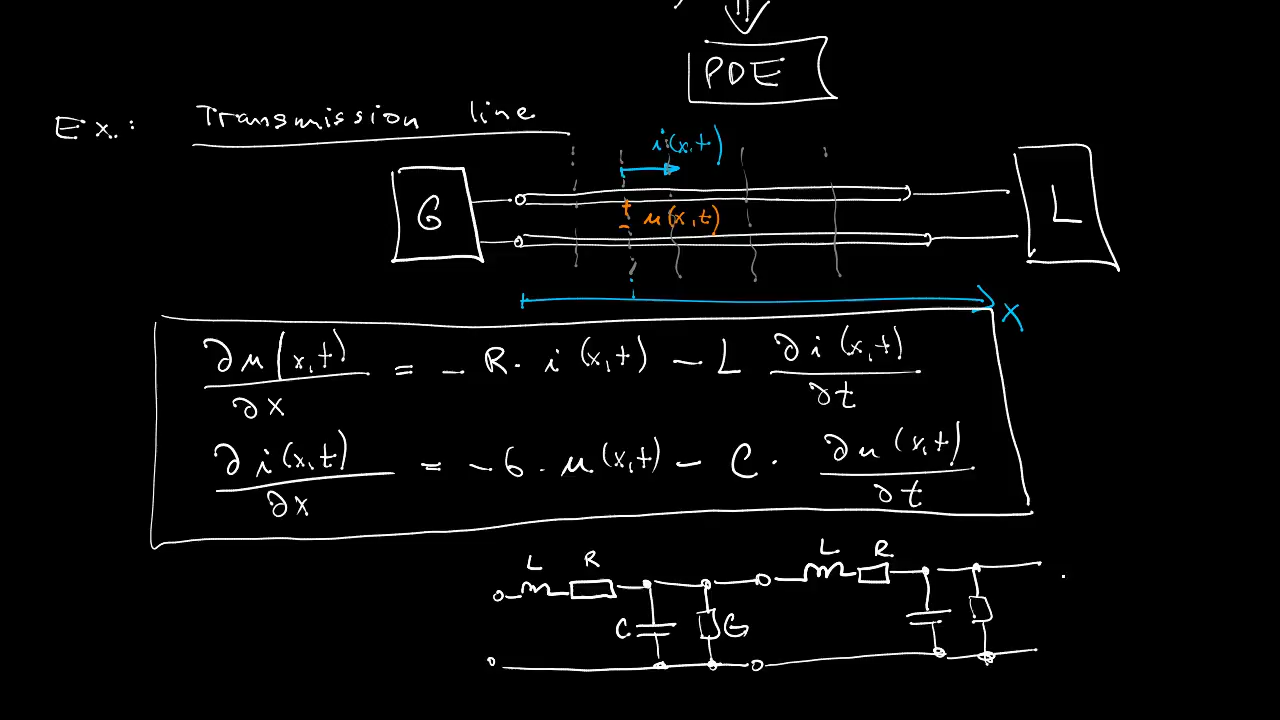 PDE
Ex.: Transmission line
i(x,t)
G
+
-
u(x,t)
L
x
∂u(x,t)/∂x = - R · i(x,t) - L ∂i(x,t)/∂t
∂i(x,t)/∂x = - G · u(x,t) - C · ∂u(x,t)/∂t
L R L R
C G